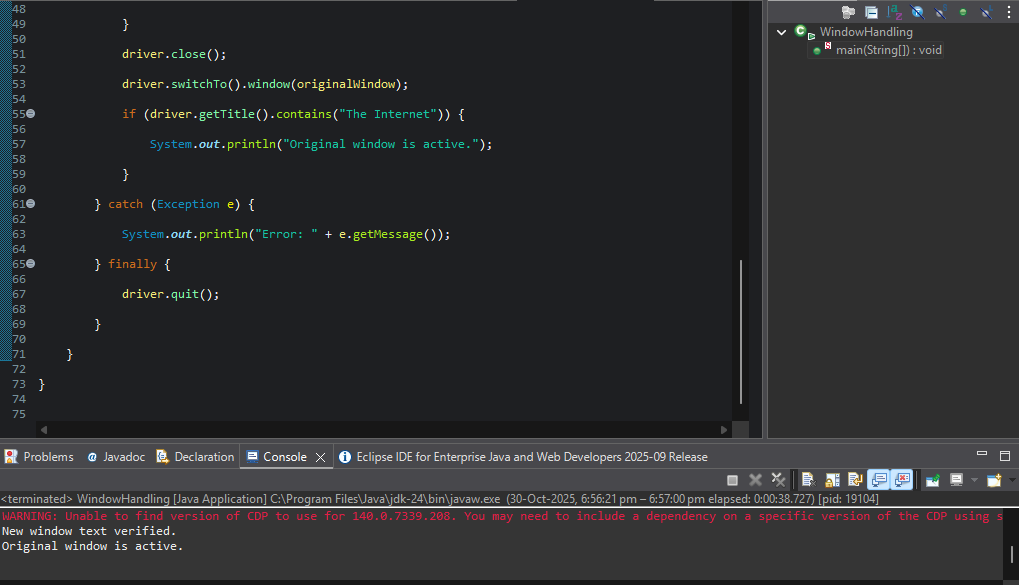 48
49 }
50
51 driver.close();
52
53 driver.switchTo().window(originalWindow);
54
55 if (driver.getTitle().contains("The Internet")) {
56
57 System.out.println("Original window is active.");
58
59 }
60
61 } catch (Exception e) {
62
63 System.out.println("Error: " + e.getMessage());
64
65 } finally {
66
67 driver.quit();
68
69 }
70
71 }
72
73 }
74
75
WindowHandling
main(String[]) : void
Problems Javadoc Declaration Console Eclipse IDE for Enterprise Java and Web Developers 2025-09 Release
<terminated> WindowHandling [Java Application] C:\Program Files\Java\jdk-24\bin\javaw.exe (30-Oct-2025, 6:56:21 pm – 6:57:00 pm elapsed: 0:00:38.727) [pid: 19104]
WARNING: Unable to find version of CDP to use for 140.0.7339.208. You may need to include a dependency on a specific version of the CDP using s
New window text verified.
Original window is active.